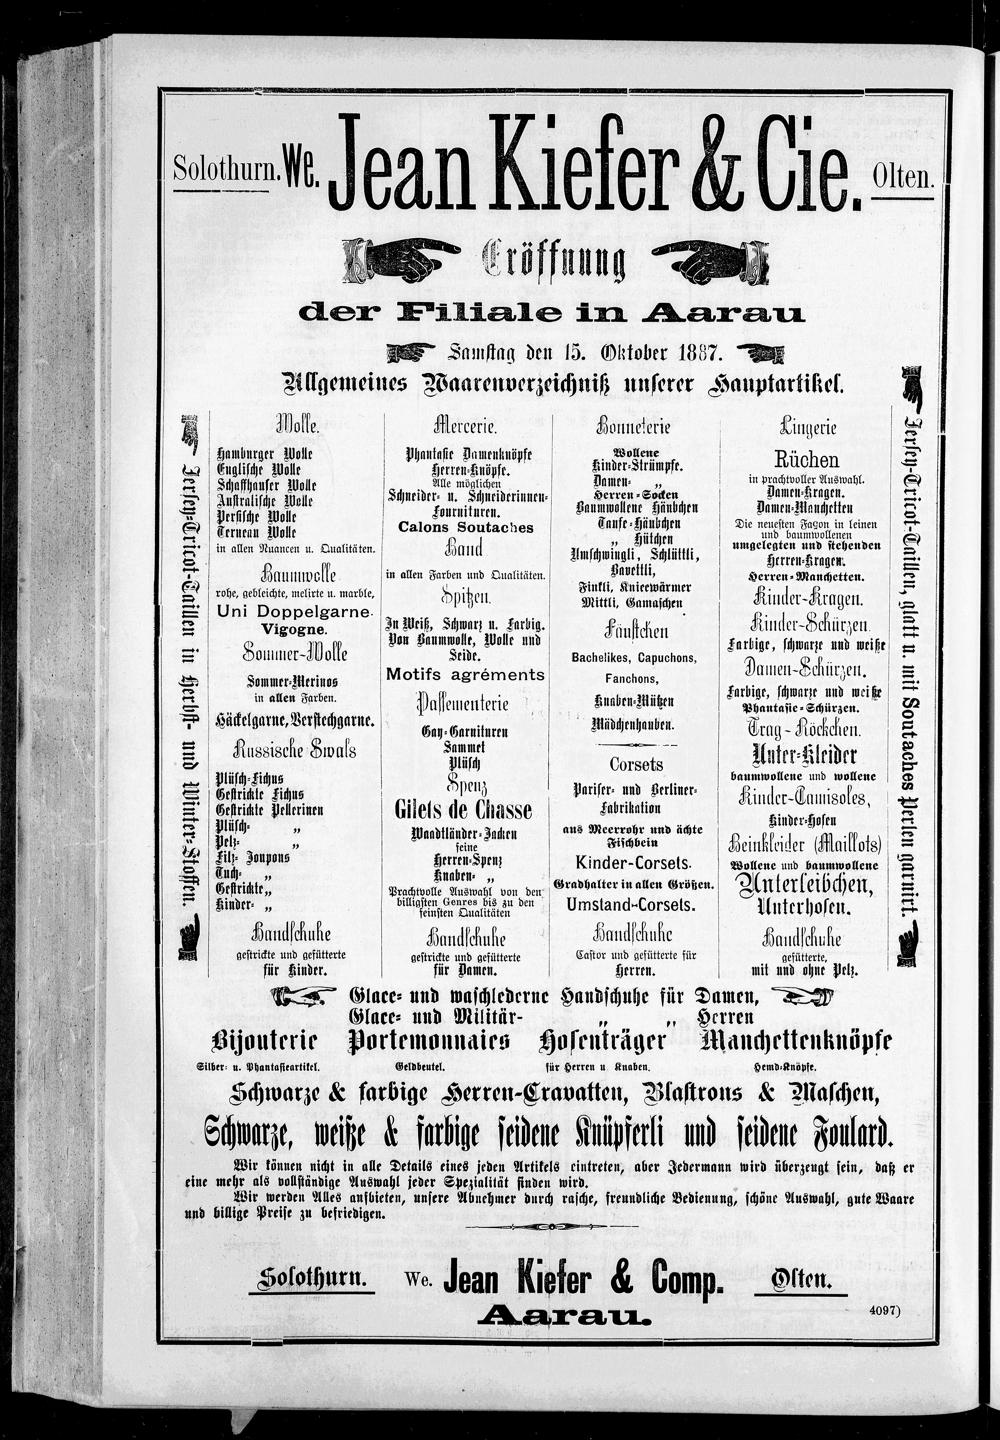 Solothurn. We. Jean Kiefer & Cie. Olten.
Eröffnung
der Filiale in Aarau
Samstag den 15. Oktober 1887.
Allgemeines Waarenverzeichniß unserer Hauptartikel.
Jersey-Tricot-Taillen in Herbst- und Winter-Stoffen.
Wolle.
Hamburger Wolle
Englische Wolle
Schaffhauser Wolle
Australische Wolle
Persische Wolle
Terneau Wolle
in allen Nuancen u. Qualitäten.
Baumwolle
rohe, gebleichte, melirte u. marble,
Uni Doppelgarne.
Vigogne.
Sommer-Wolle
Sommer-Merinos
in allen Farben.
Häckelgarne, Verstechgarne.
Russische Swals
Plüsch-Fichus
Gestrickte Fichus
Gestrickte Pellerinen
Plüsch- „
Pelz- „
Filz- Joupons
Tuch- „
Gestrickte „
Kinder- „
Handschuhe
gestrickte und gefütterte
für Kinder.
Mercerie.
Phantasie Damenknöpfe
Herren-Knöpfe.
Alle möglichen
Schneider- u. Schneiderinnen-
Fournituren.
Calons Soutaches
Band
in allen Farben und Qualitäten.
Spitzen.
In Weiß, Schwarz u. Farbig.
Von Baumwolle, Wolle und
Seide.
Motifs agréments
Passementerie
Gay-Garnituren
Sammet
Plüsch
Spenz
Gilets de Chasse
Waadtländer-Jacken
feine
Herren-Spenz
Knaben- „
Prachtvolle Auswahl von den
billigsten Genres bis zu den
feinsten Qualitäten
Handschuhe
gestrickte und gefütterte
für Damen.
Bonneterie
Wollene
Kinder-Strümpfe.
Damen- „
Herren-Socken
Baumwollene Häubchen
Taufe-Häubchen
„ Hütchen
Umschwingli, Schlüttli,
Bavettli,
Finkli, Kniewärmer
Mittli, Gamaschen
Fäustchen
Bachelikes, Capuchons,
Fanchons,
Knaben-Mützen
Mädchenhauben.
Corsets
Pariser- und Berliner-
Fabrikation
aus Meerrohr und ächte
Fischbein
Kinder-Corsets.
Gradhalter in allen Größen.
Umstand-Corsets.
Handschuhe
Castor und gefütterte für
Herren.
Lingerie
Rüchen
in prachtvoller Auswahl.
Damen-Kragen.
Damen-Manchetten
Die neuesten Façon in leinen
und baumwollenen
umgelegten und stehenden
Herren-Kragen.
Herren-Manchetten.
Kinder-Kragen.
Kinder-Schürzen
Farbige, schwarze und weiße
Damen-Schürzen.
Farbige, schwarze und weiße
Phantasie-Schürzen.
Trag-Röckchen.
Unter-Kleider
baumwollene und wollene
Kinder-Camisoles,
Kinder-Hosen
Beinkleider (Maillots)
Wollene und baumwollene
Unterleibchen,
Unterhosen.
Handschuhe
gefütterte,
mit und ohne Pelz.
Jersey-Tricot-Taillen, glatt u. mit Soutaches Perlen garnirt.
Glace- und waschlederne Handschuhe für Damen,
Glace- und Militär- „ „ Herren
Bijouterie Portemonnaies Hosenträger Manchettenknöpfe
Silber- u. Phantasieartikel. Geldbeutel. für Herren u. Knaben. Hemd-Knöpfe.
Schwarze & farbige Herren-Cravatten, Blastrons & Maschen,
Schwarze, weiße & farbige seidene Knüpferli und seidene Foulard.
Wir können nicht in alle Details eines jeden Artikels eintreten, aber Jedermann wird überzeugt sein, daß er
eine mehr als vollständige Auswahl jeder Spezialität finden wird.
Wir werden Alles aufbieten, unsere Abnehmer durch rasche, freundliche Bedienung, schöne Auswahl, gute Waare
und billige Preise zu befriedigen.
Solothurn. We. Jean Kiefer & Comp. Olten.
Aarau.
4097)